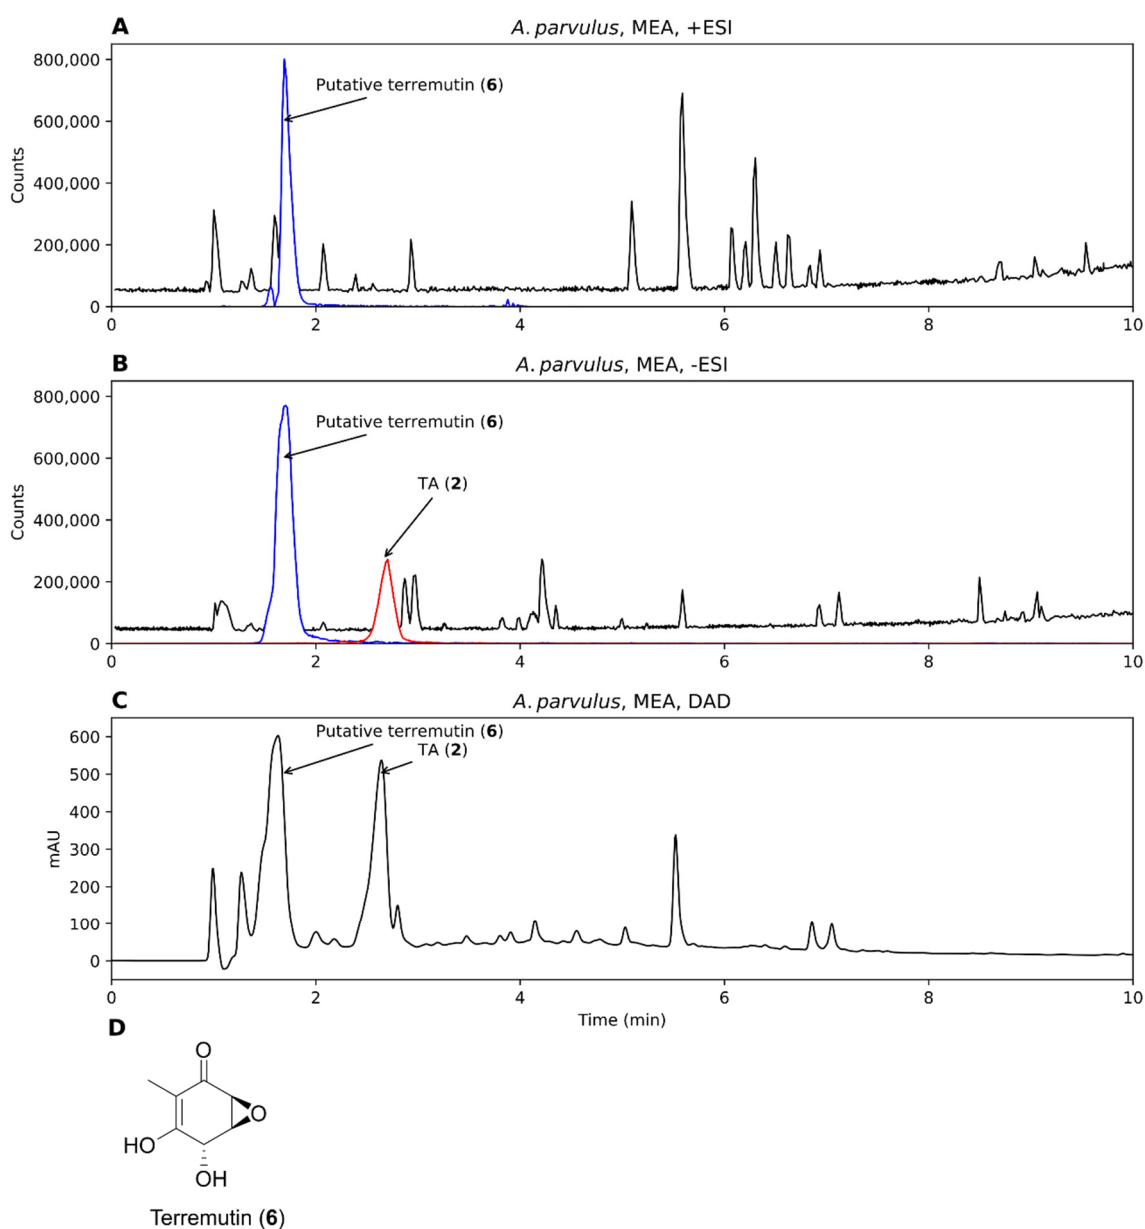 A
A. parvulus, MEA, +ESI
800,000
600,000
400,000
200,000
0
Counts
Putative terremutin (6)
0 2 4 6 8 10
B
A. parvulus, MEA, -ESI
800,000
600,000
400,000
200,000
0
Counts
Putative terremutin (6)
TA (2)
0 2 4 6 8 10
C
A. parvulus, MEA, DAD
600
500
400
300
200
100
0
mAU
Putative terremutin (6)
TA (2)
0 2 4 6 8 10
Time (min)
D
O
O
HO
OH
Terremutin (6)